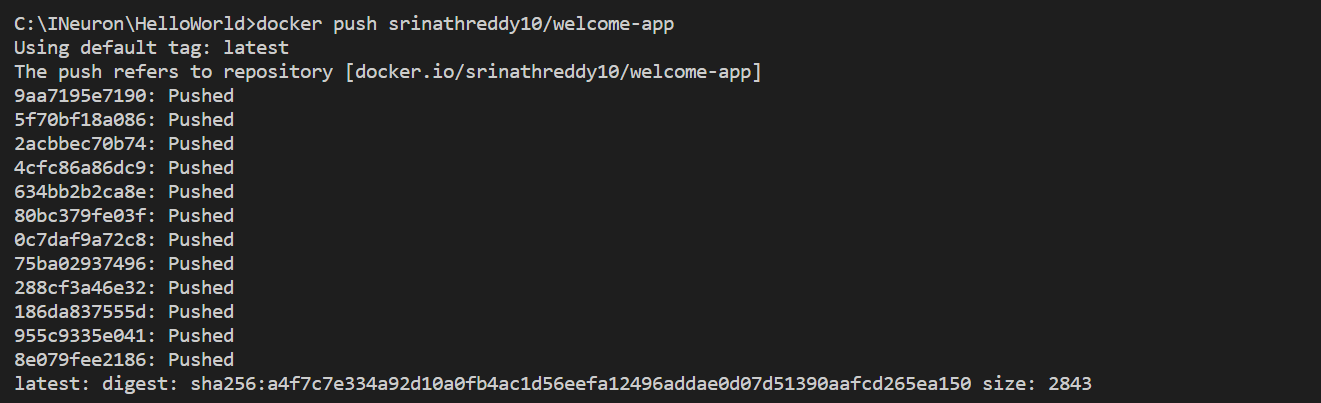 C:\INeuron\HelloWorld>docker push srinathreddy10/welcome-app
Using default tag: latest
The push refers to repository [docker.io/srinathreddy10/welcome-app]
9aa7195e7190: Pushed
5f70bf18a086: Pushed
2acbbec70b74: Pushed
4cfc86a86dc9: Pushed
634bb2b2ca8e: Pushed
80bc379fe03f: Pushed
0c7daf9a72c8: Pushed
75ba02937496: Pushed
288cf3a46e32: Pushed
186da837555d: Pushed
955c9335e041: Pushed
8e079fee2186: Pushed
latest: digest: sha256:a4f7c7e334a92d10a0fb4ac1d56eefa12496addae0d07d51390aafcd265ea150 size: 2843